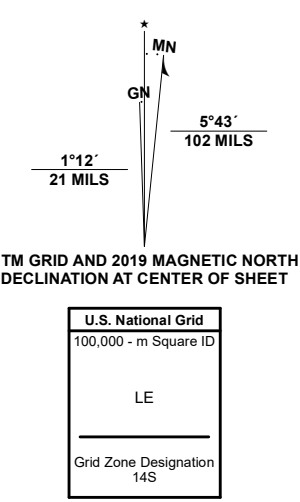 ★
MN
GN
5°43´
102 MILS
1°12´
21 MILS
TM GRID AND 2019 MAGNETIC NORTH
DECLINATION AT CENTER OF SHEET
U.S. National Grid
100,000 - m Square ID
LE
Grid Zone Designation
14S